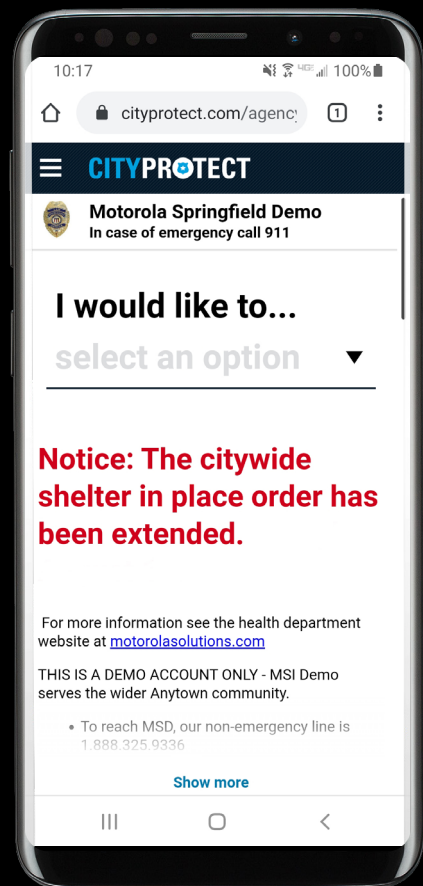 10:17
4GE
100%
cityprotect.com/agency
1
CITYPROTECT
Motorola Springfield Demo
In case of emergency call 911
I would like to...
select an option
Notice: The citywide
shelter in place order has
been extended.
For more information see the health department
website at motorolasolutions.com
THIS IS A DEMO ACCOUNT ONLY - MSI Demo
serves the wider Anytown community.
• To reach MSD, our non-emergency line is
1.888.325.9336
Show more